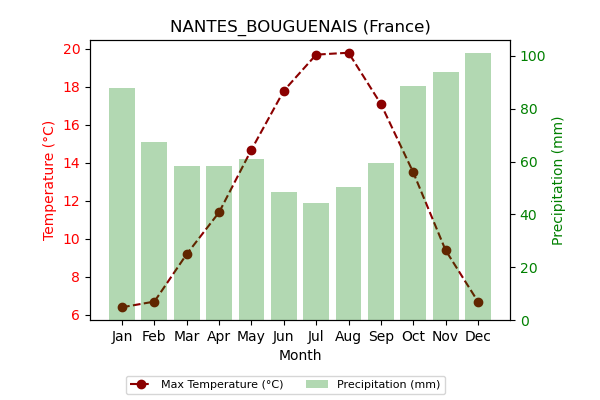 NANTES_BOUGUENAIS (France)
20
18
16
14
12
10
8
6
Temperature (°C)
100
80
60
40
20
0
Precipitation (mm)
Jan Feb Mar Apr May Jun Jul Aug Sep Oct Nov Dec
Month
Max Temperature (°C) Precipitation (mm)